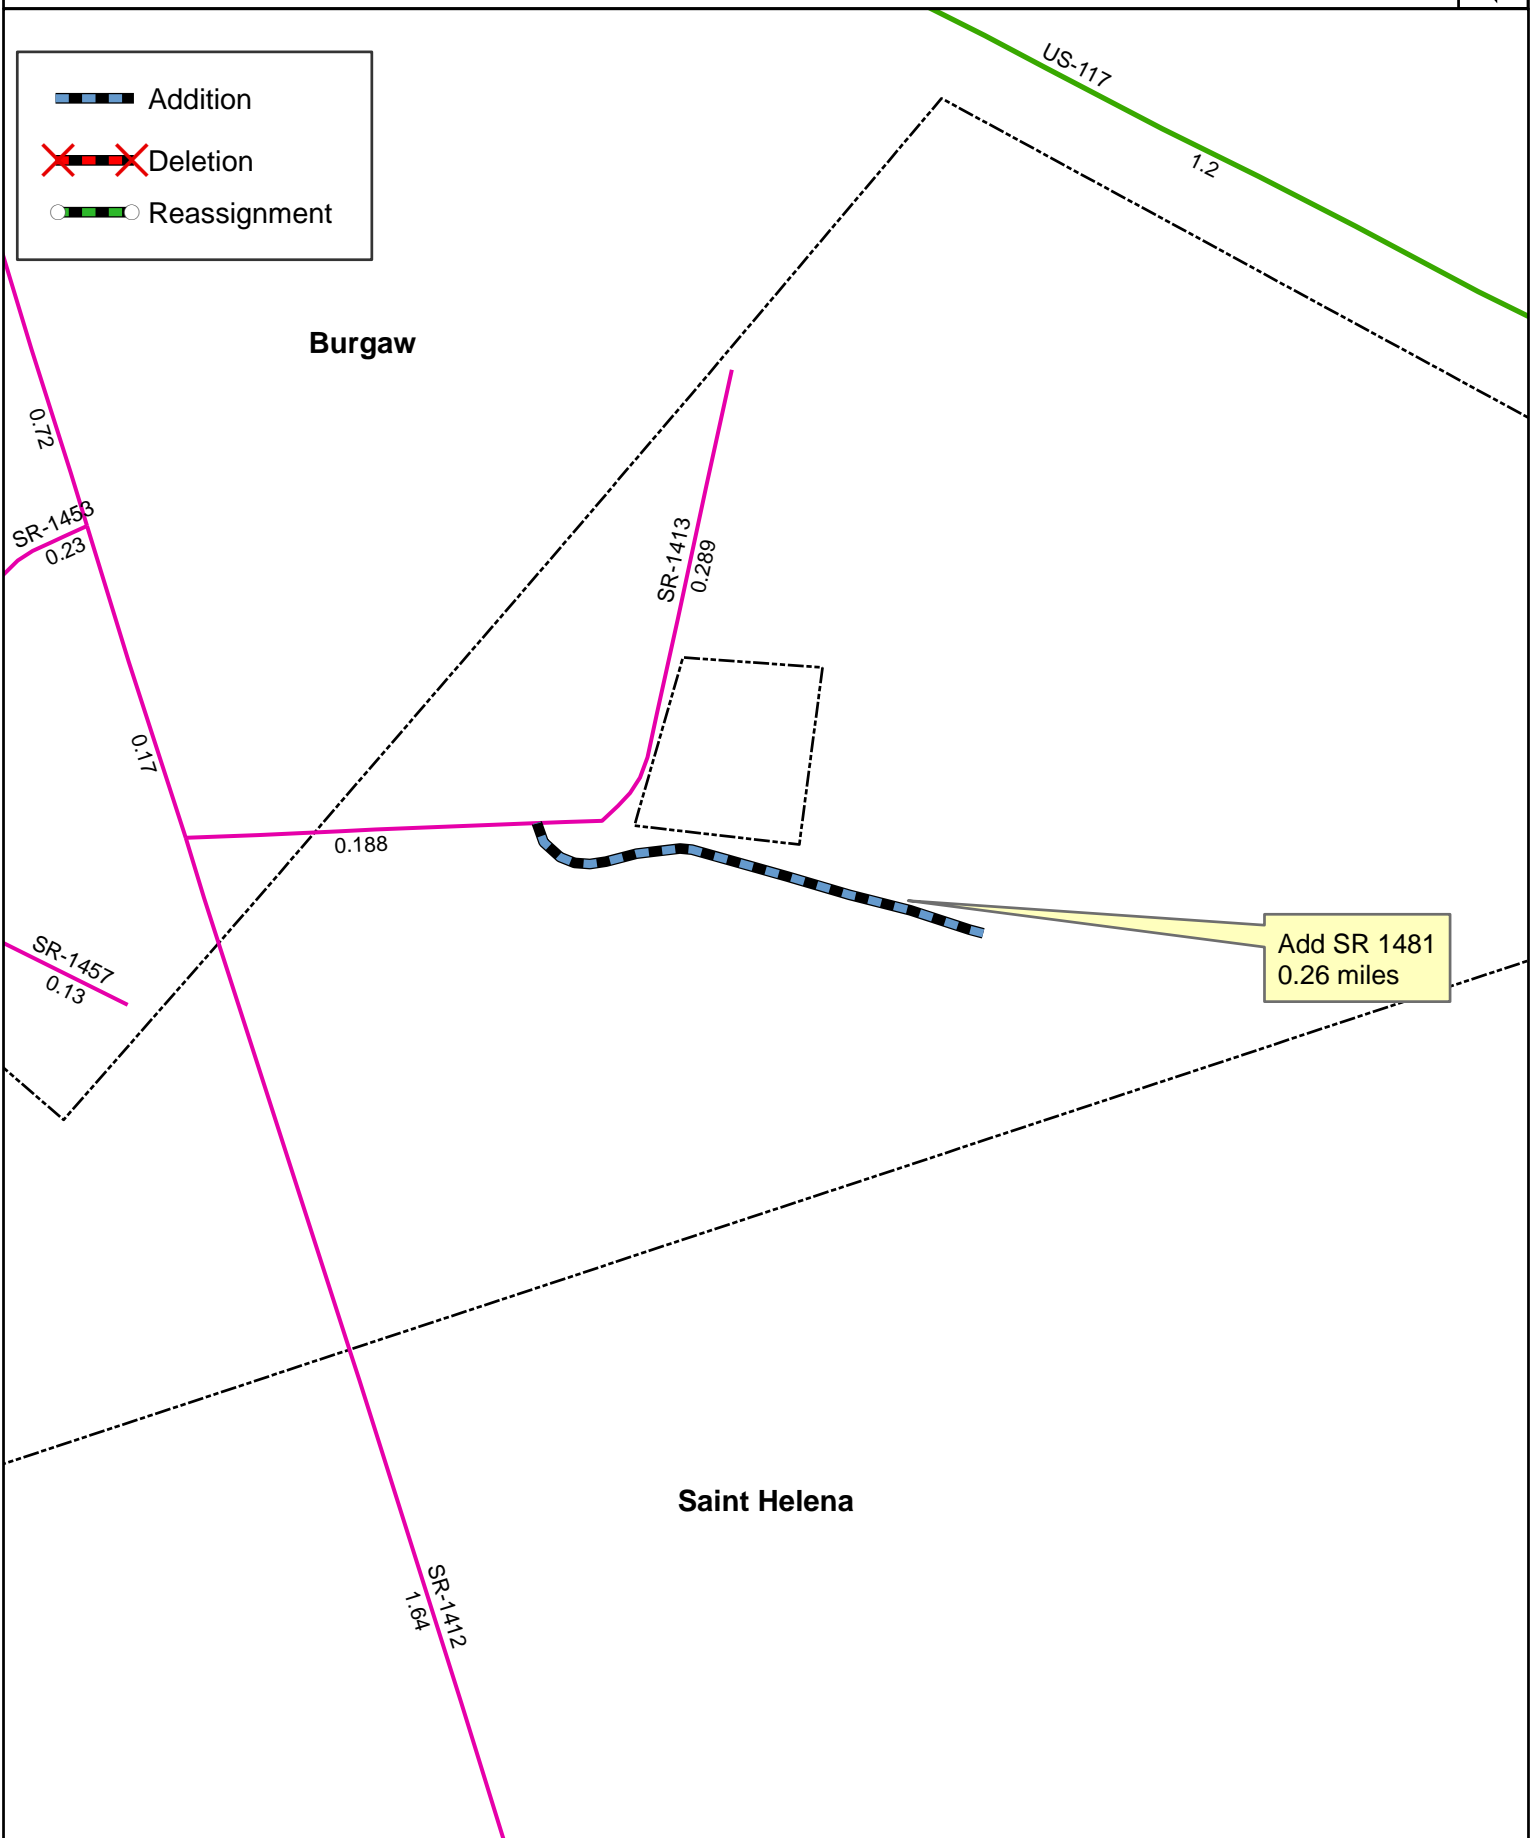 US-117
1.2
Addition
Deletion
Reassignment
Burgaw
0.72
SR-1453
0.23
SR-1413
0.289
0.17
0.188
Add SR 1481
0.26 miles
SR-1457
0.13
Saint Helena
SR-1412
1.64